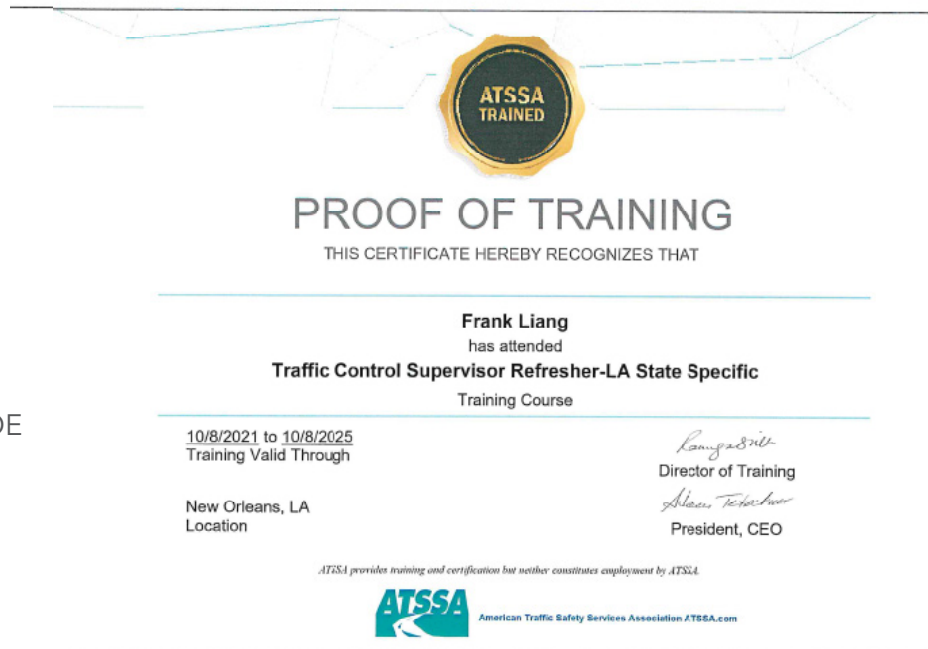 ATSSA
TRAINED
PROOF OF TRAINING
THIS CERTIFICATE HEREBY RECOGNIZES THAT
Frank Liang
has attended
Traffic Control Supervisor Refresher-LA State Specific
Training Course
DE
10/8/2021 to 10/8/2025
Training Valid Through
Director of Training
New Orleans, LA
Location
President, CEO
ATSSA provides training and certification but neither constitutes employment by ATSSA.
ATSSA
American Traffic Safety Services Association ATSSA.com